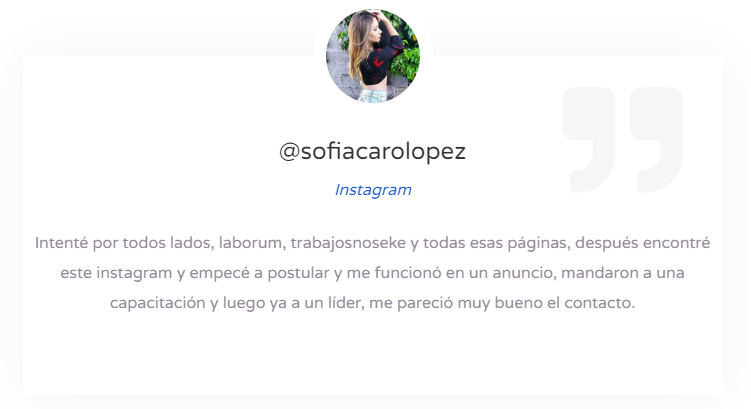 @sofiacarolopez
Instagram
Intenté por todos lados, laborum, trabajosnoseke y todas esas páginas, después encontré
este instagram y empecé a postular y me funcionó en un anuncio, mandaron a una
capacitación y luego ya a un líder, me pareció muy bueno el contacto.